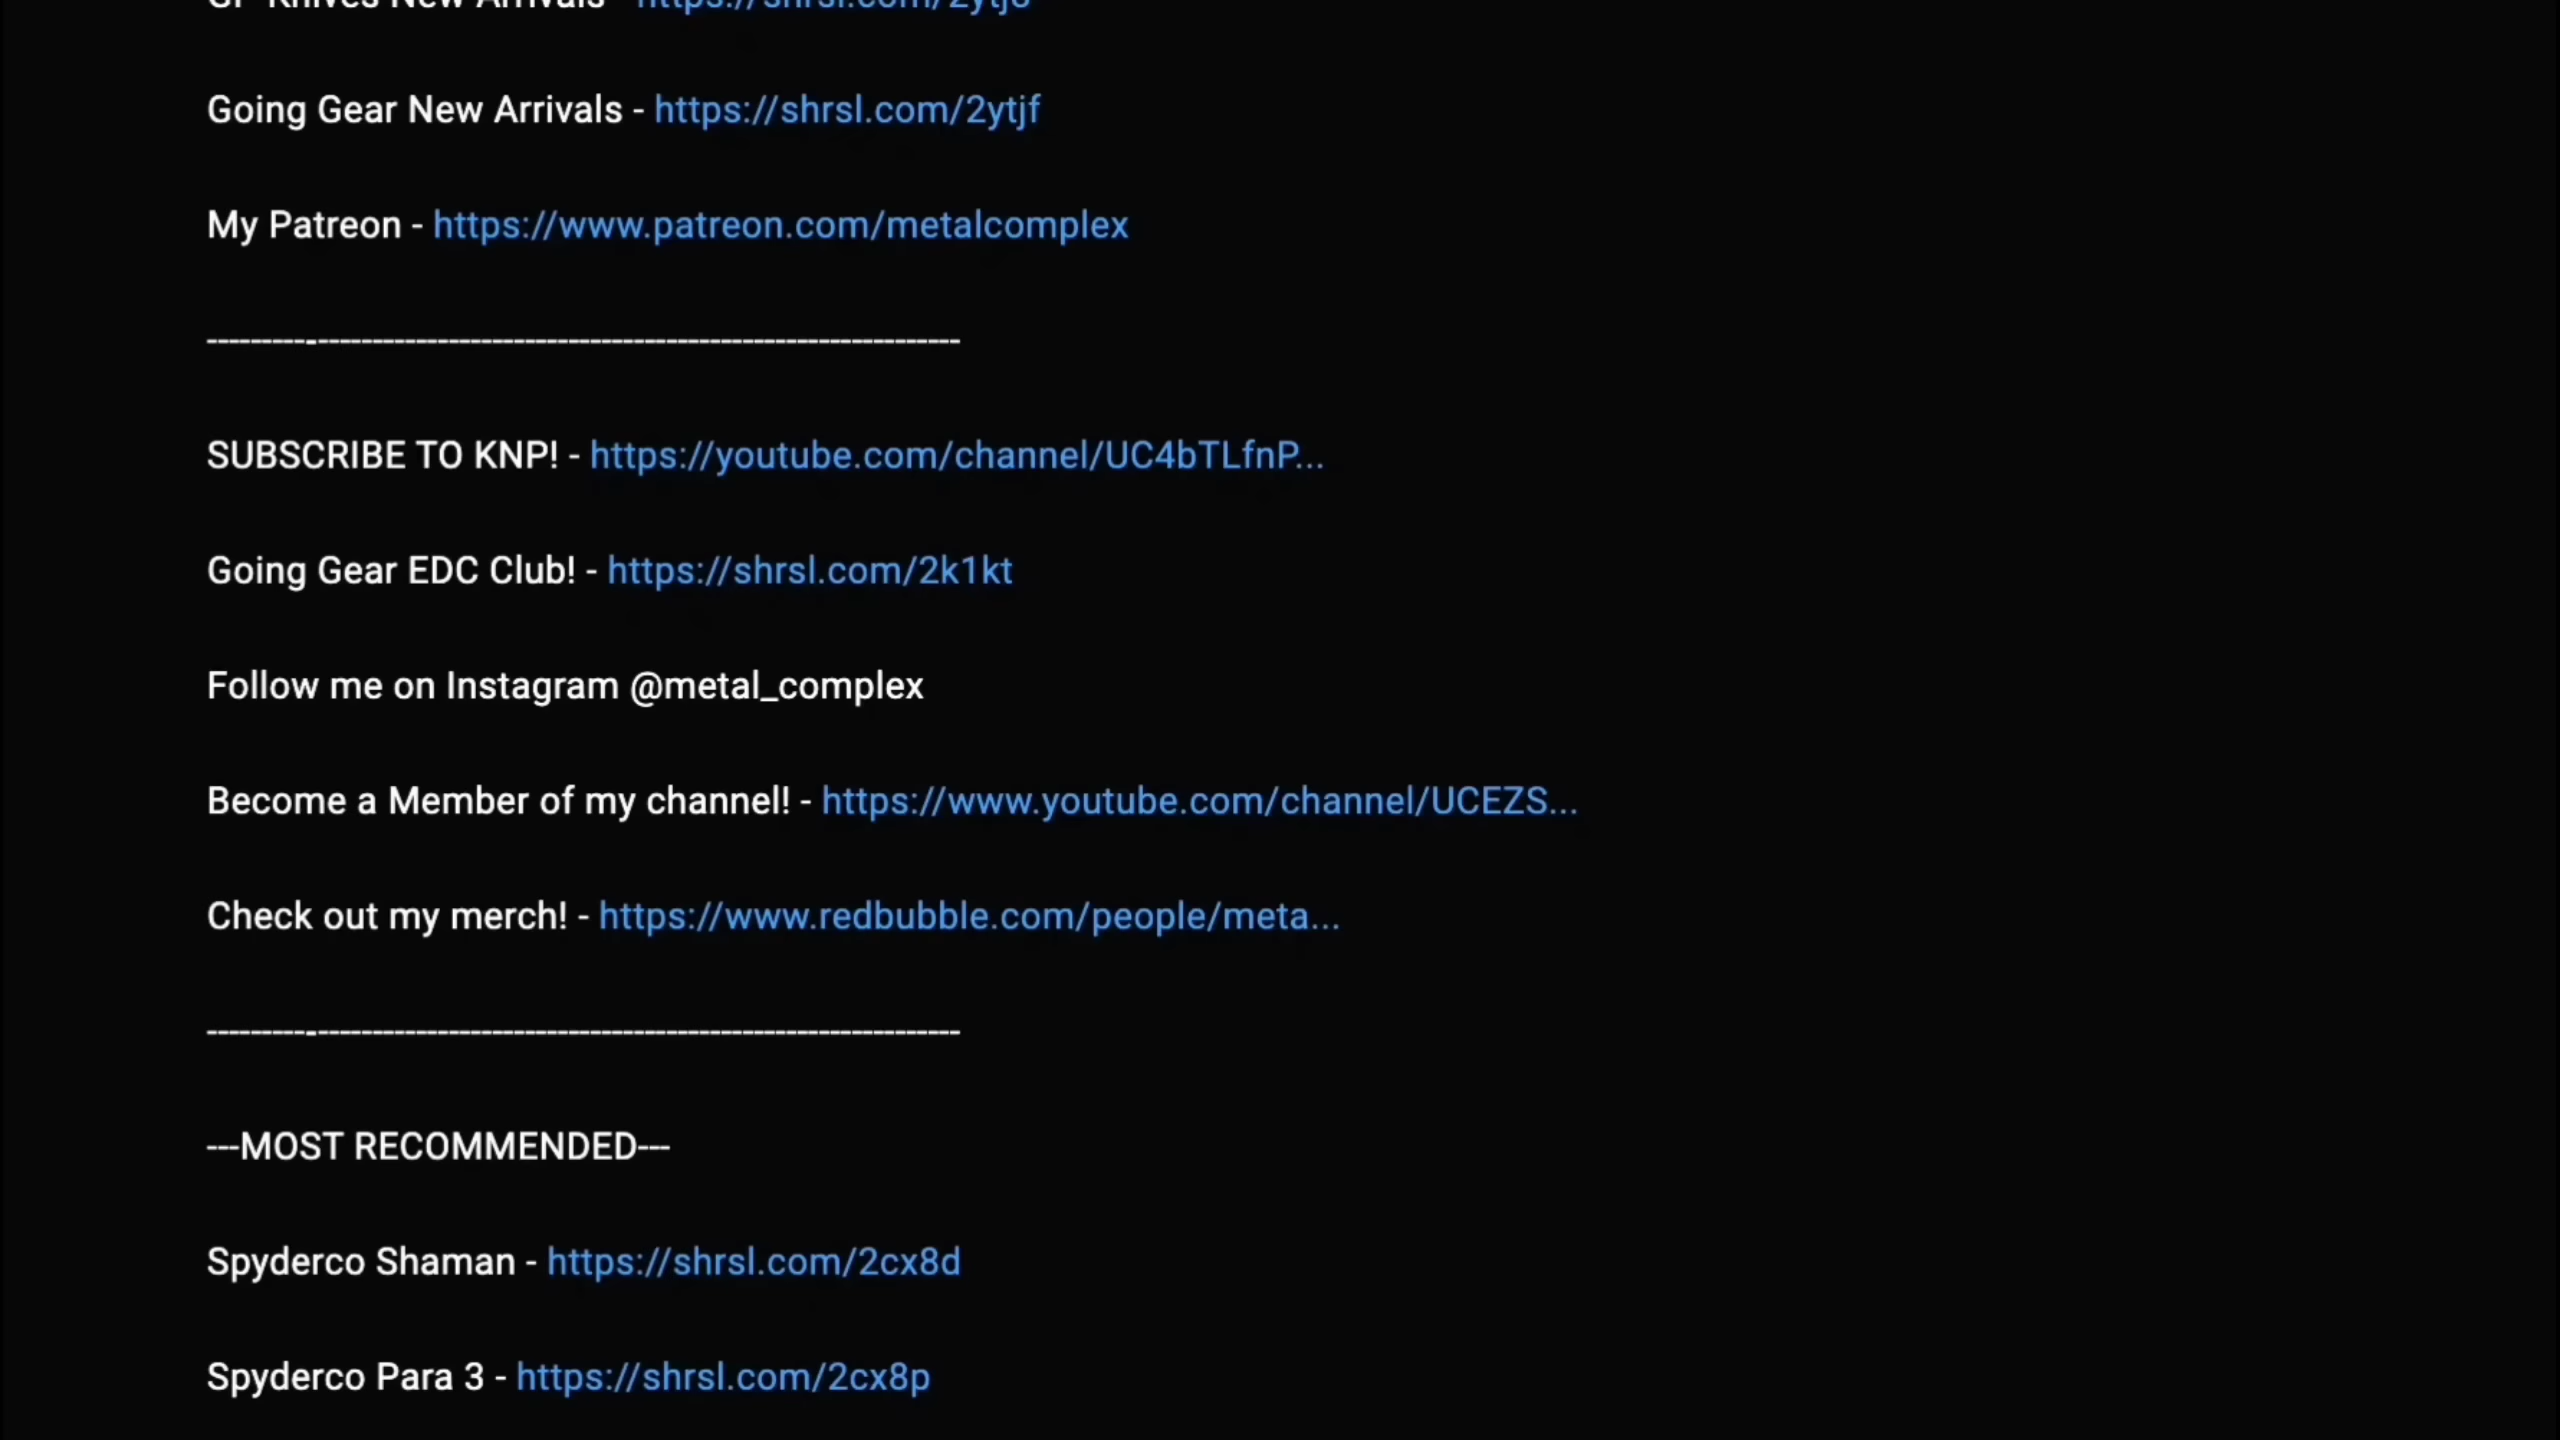 Knives New Arrivals -
Going Gear New Arrivals - https://shrsl.com/2ytjf
My Patreon - https://www.patreon.com/metalcomplex
---------------------------------------------------------------------
SUBSCRIBE TO KNP! - https://youtube.com/channel/UC4bTLfnP...
Going Gear EDC Club! - https://shrsl.com/2k1kt
Follow me on Instagram @metal_complex
Become a Member of my channel! - https://www.youtube.com/channel/UCEZS...
Check out my merch! - https://www.redbubble.com/people/meta...
---------------------------------------------------------------------
---MOST RECOMMENDED---
Spyderco Shaman - https://shrsl.com/2cx8d
Spyderco Para 3 - https://shrsl.com/2cx8p